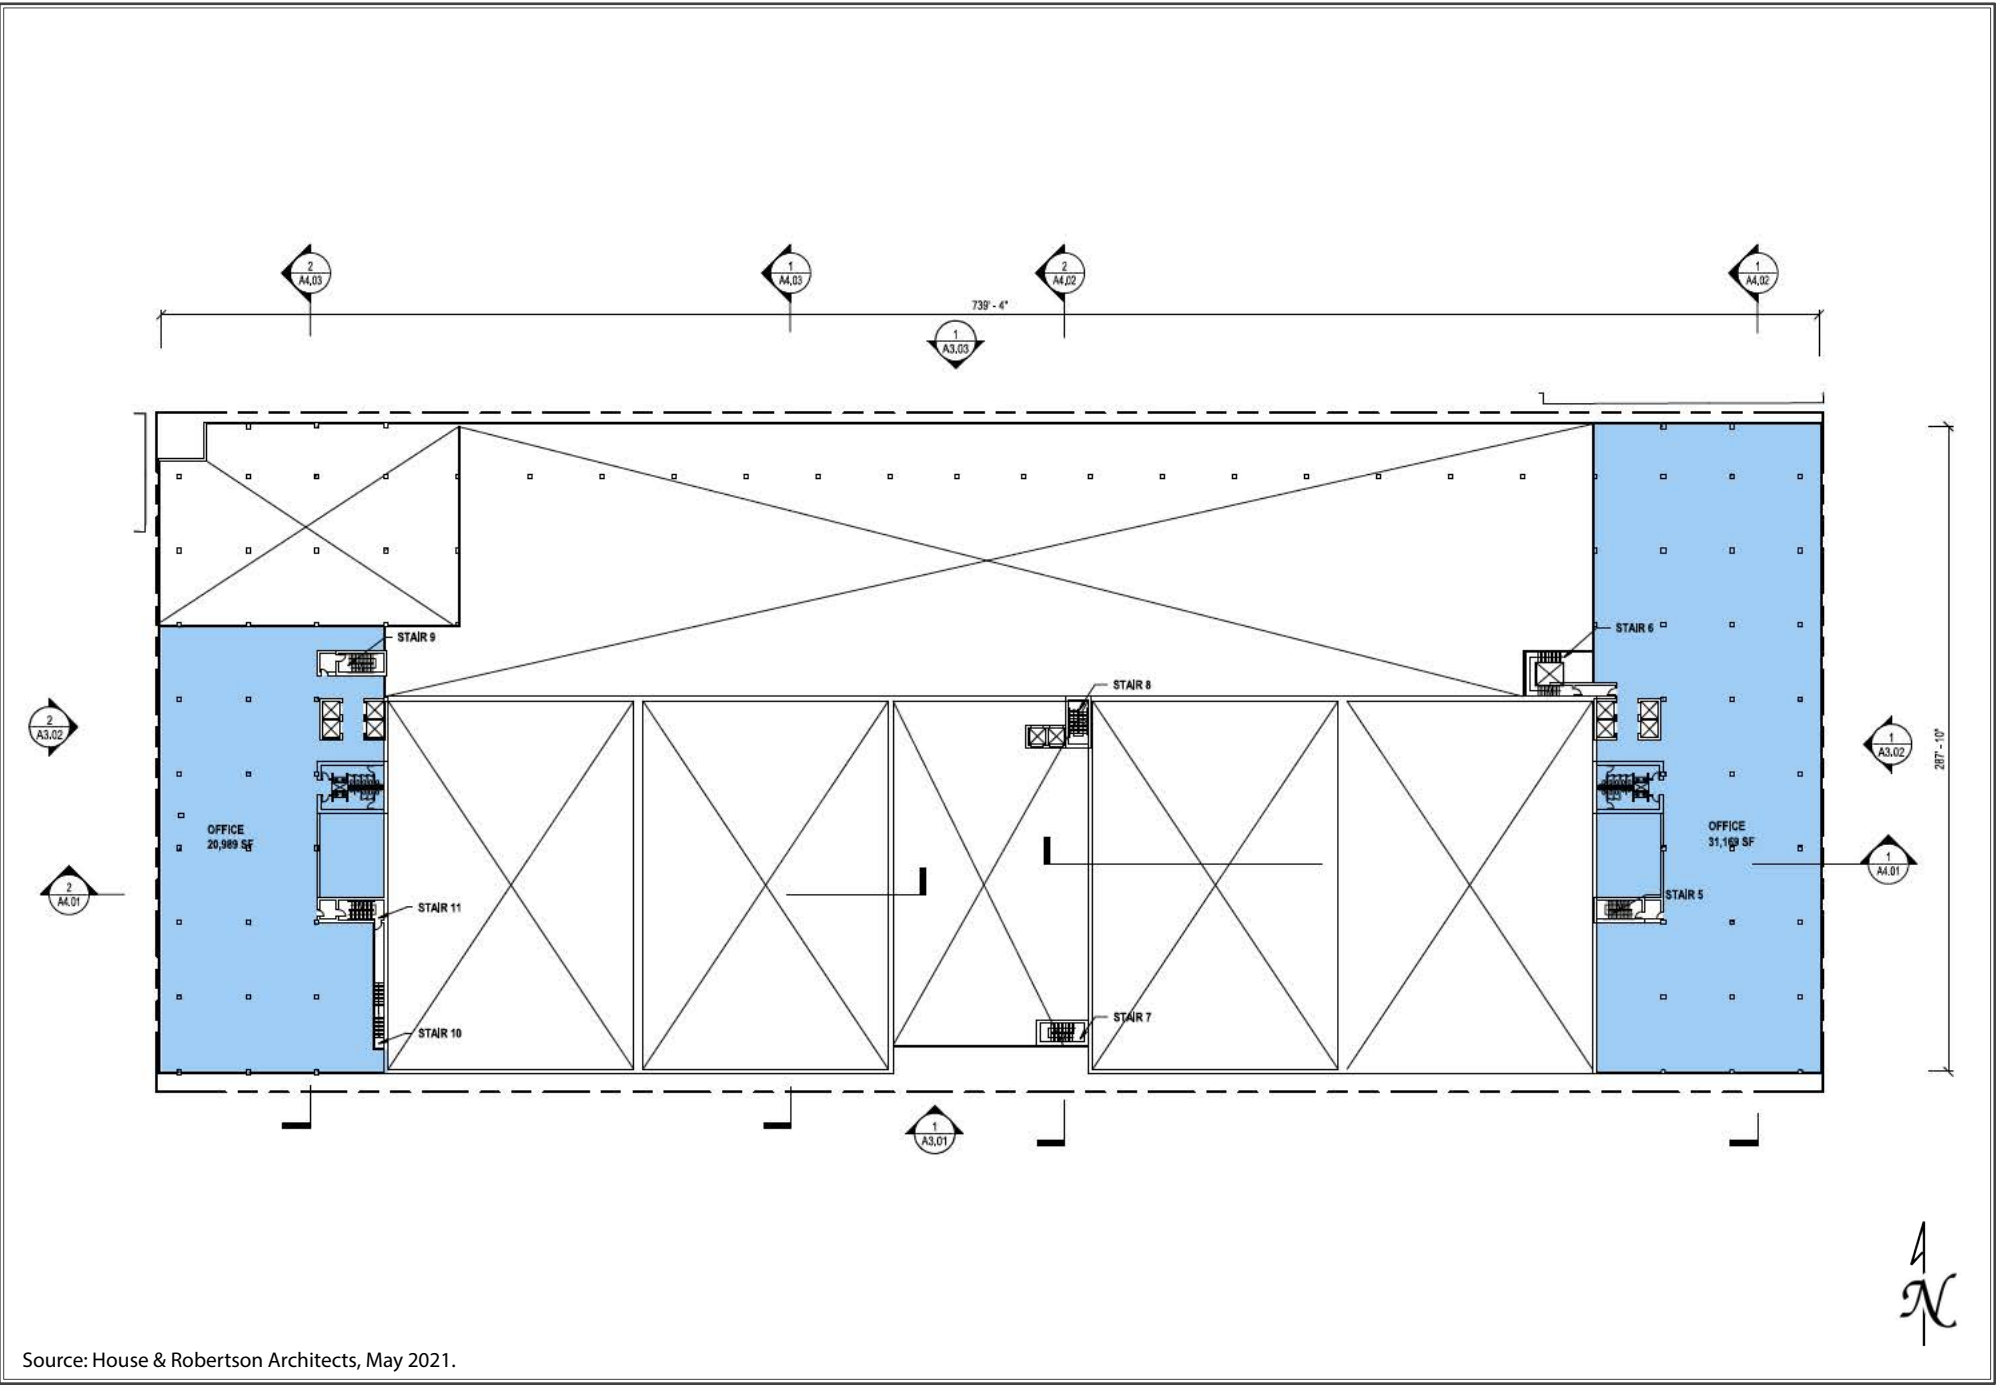 2
A4.03
1
A4.03
2
A4.02
1
A4.02
739' - 4"
1
A3.03
STAIR 9
STAIR 6
STAIR 8
2
A3.02
1
A3.02
287' - 10"
OFFICE
20,989 SF
OFFICE
31,169 SF
1
A4.01
2
A4.01
STAIR 5
STAIR 11
STAIR 7
STAIR 10
1
A3.01
N
Source: House & Robertson Architects, May 2021.